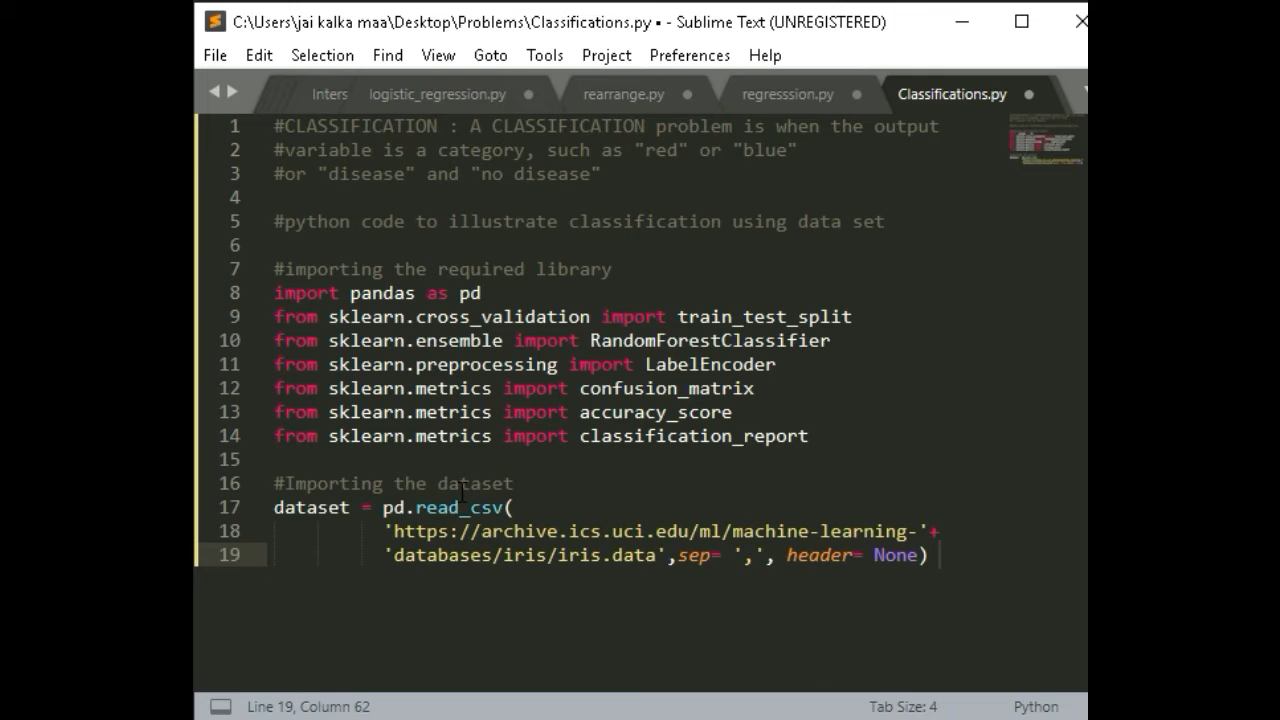 C:\Users\jai kalka maa\Desktop\Problems\Classifications.py • - Sublime Text (UNREGISTERED)
File Edit Selection Find View Goto Tools Project Preferences Help
Inters logistic_regression.py rearrange.py regresssion.py Classifications.py
1 #CLASSIFICATION : A CLASSIFICATION problem is when the output
2 #variable is a category, such as "red" or "blue"
3 #or "disease" and "no disease"
4
5 #python code to illustrate classification using data set
6
7 #importing the required library
8 import pandas as pd
9 from sklearn.cross_validation import train_test_split
10 from sklearn.ensemble import RandomForestClassifier
11 from sklearn.preprocessing import LabelEncoder
12 from sklearn.metrics import confusion_matrix
13 from sklearn.metrics import accuracy_score
14 from sklearn.metrics import classification_report
15
16 #Importing the dataset
17 dataset = pd.read_csv(
18 'https://archive.ics.uci.edu/ml/machine-learning-'+
19 'databases/iris/iris.data',sep= ',', header= None)
Line 19, Column 62 Tab Size: 4 Python